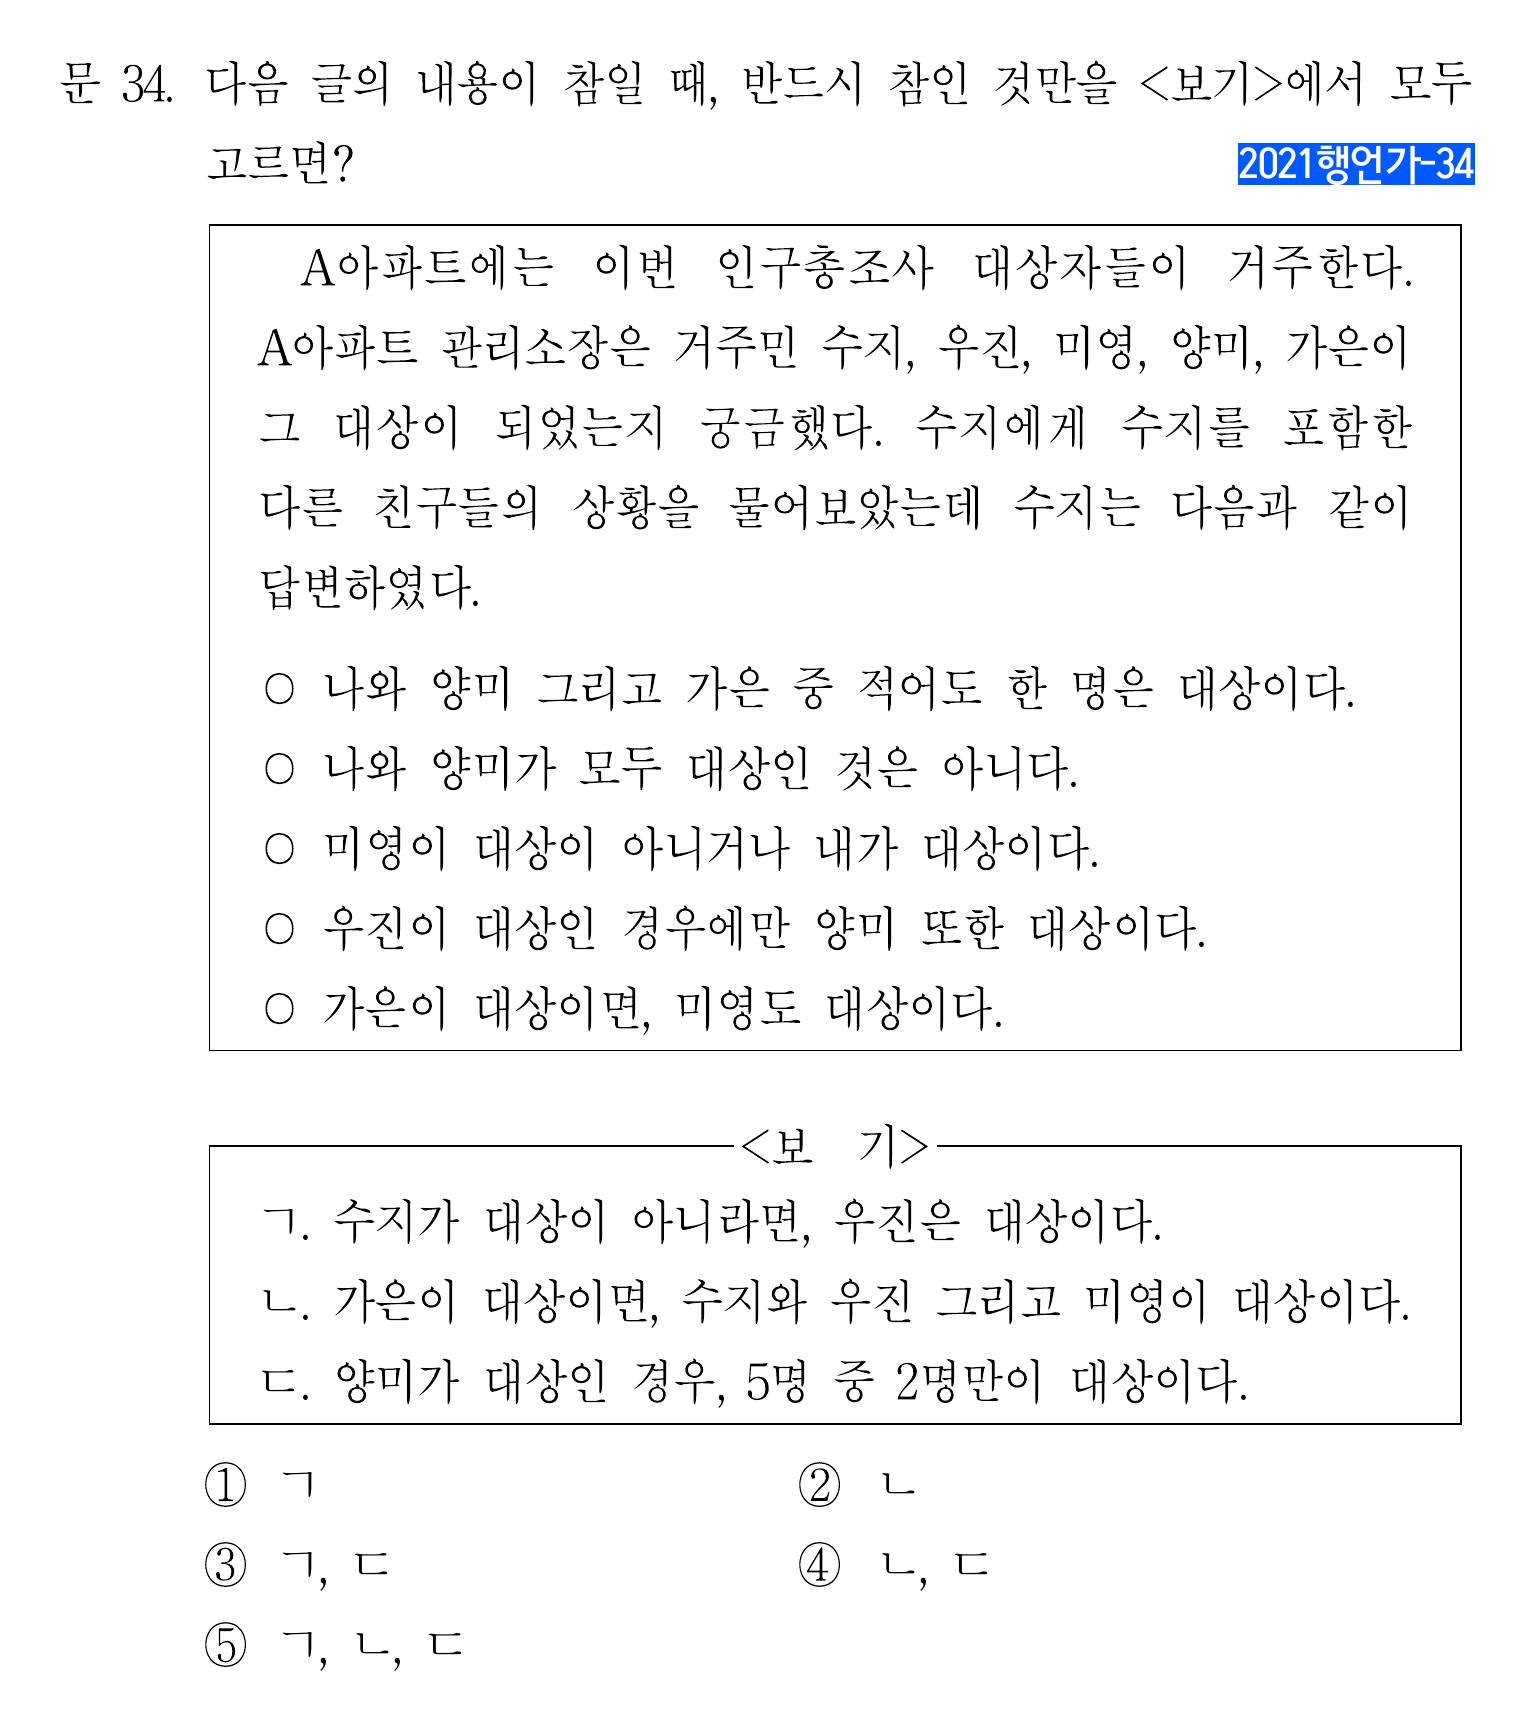 문 34. 다음 글의 내용이 참일 때, 반드시 참인 것만을 <보기>에서 모두
고르면?
2021행언가-34
A아파트에는 이번 인구총조사 대상자들이 거주한다.
A아파트 관리소장은 거주민 수지, 우진, 미영, 양미, 가은이
그 대상이 되었는지 궁금했다. 수지에게 수지를 포함한
다른 친구들의 상황을 물어보았는데 수지는 다음과 같이
답변하였다.
○ 나와 양미 그리고 가은 중 적어도 한 명은 대상이다.
○ 나와 양미가 모두 대상인 것은 아니다.
○ 미영이 대상이 아니거나 내가 대상이다.
○ 우진이 대상인 경우에만 양미 또한 대상이다.
○ 가은이 대상이면, 미영도 대상이다.
<보 기>
ㄱ. 수지가 대상이 아니라면, 우진은 대상이다.
ㄴ. 가은이 대상이면, 수지와 우진 그리고 미영이 대상이다.
ㄷ. 양미가 대상인 경우, 5명 중 2명만이 대상이다.
① ㄱ ② ㄴ
③ ㄱ, ㄷ ④ ㄴ, ㄷ
⑤ ㄱ, ㄴ, ㄷ